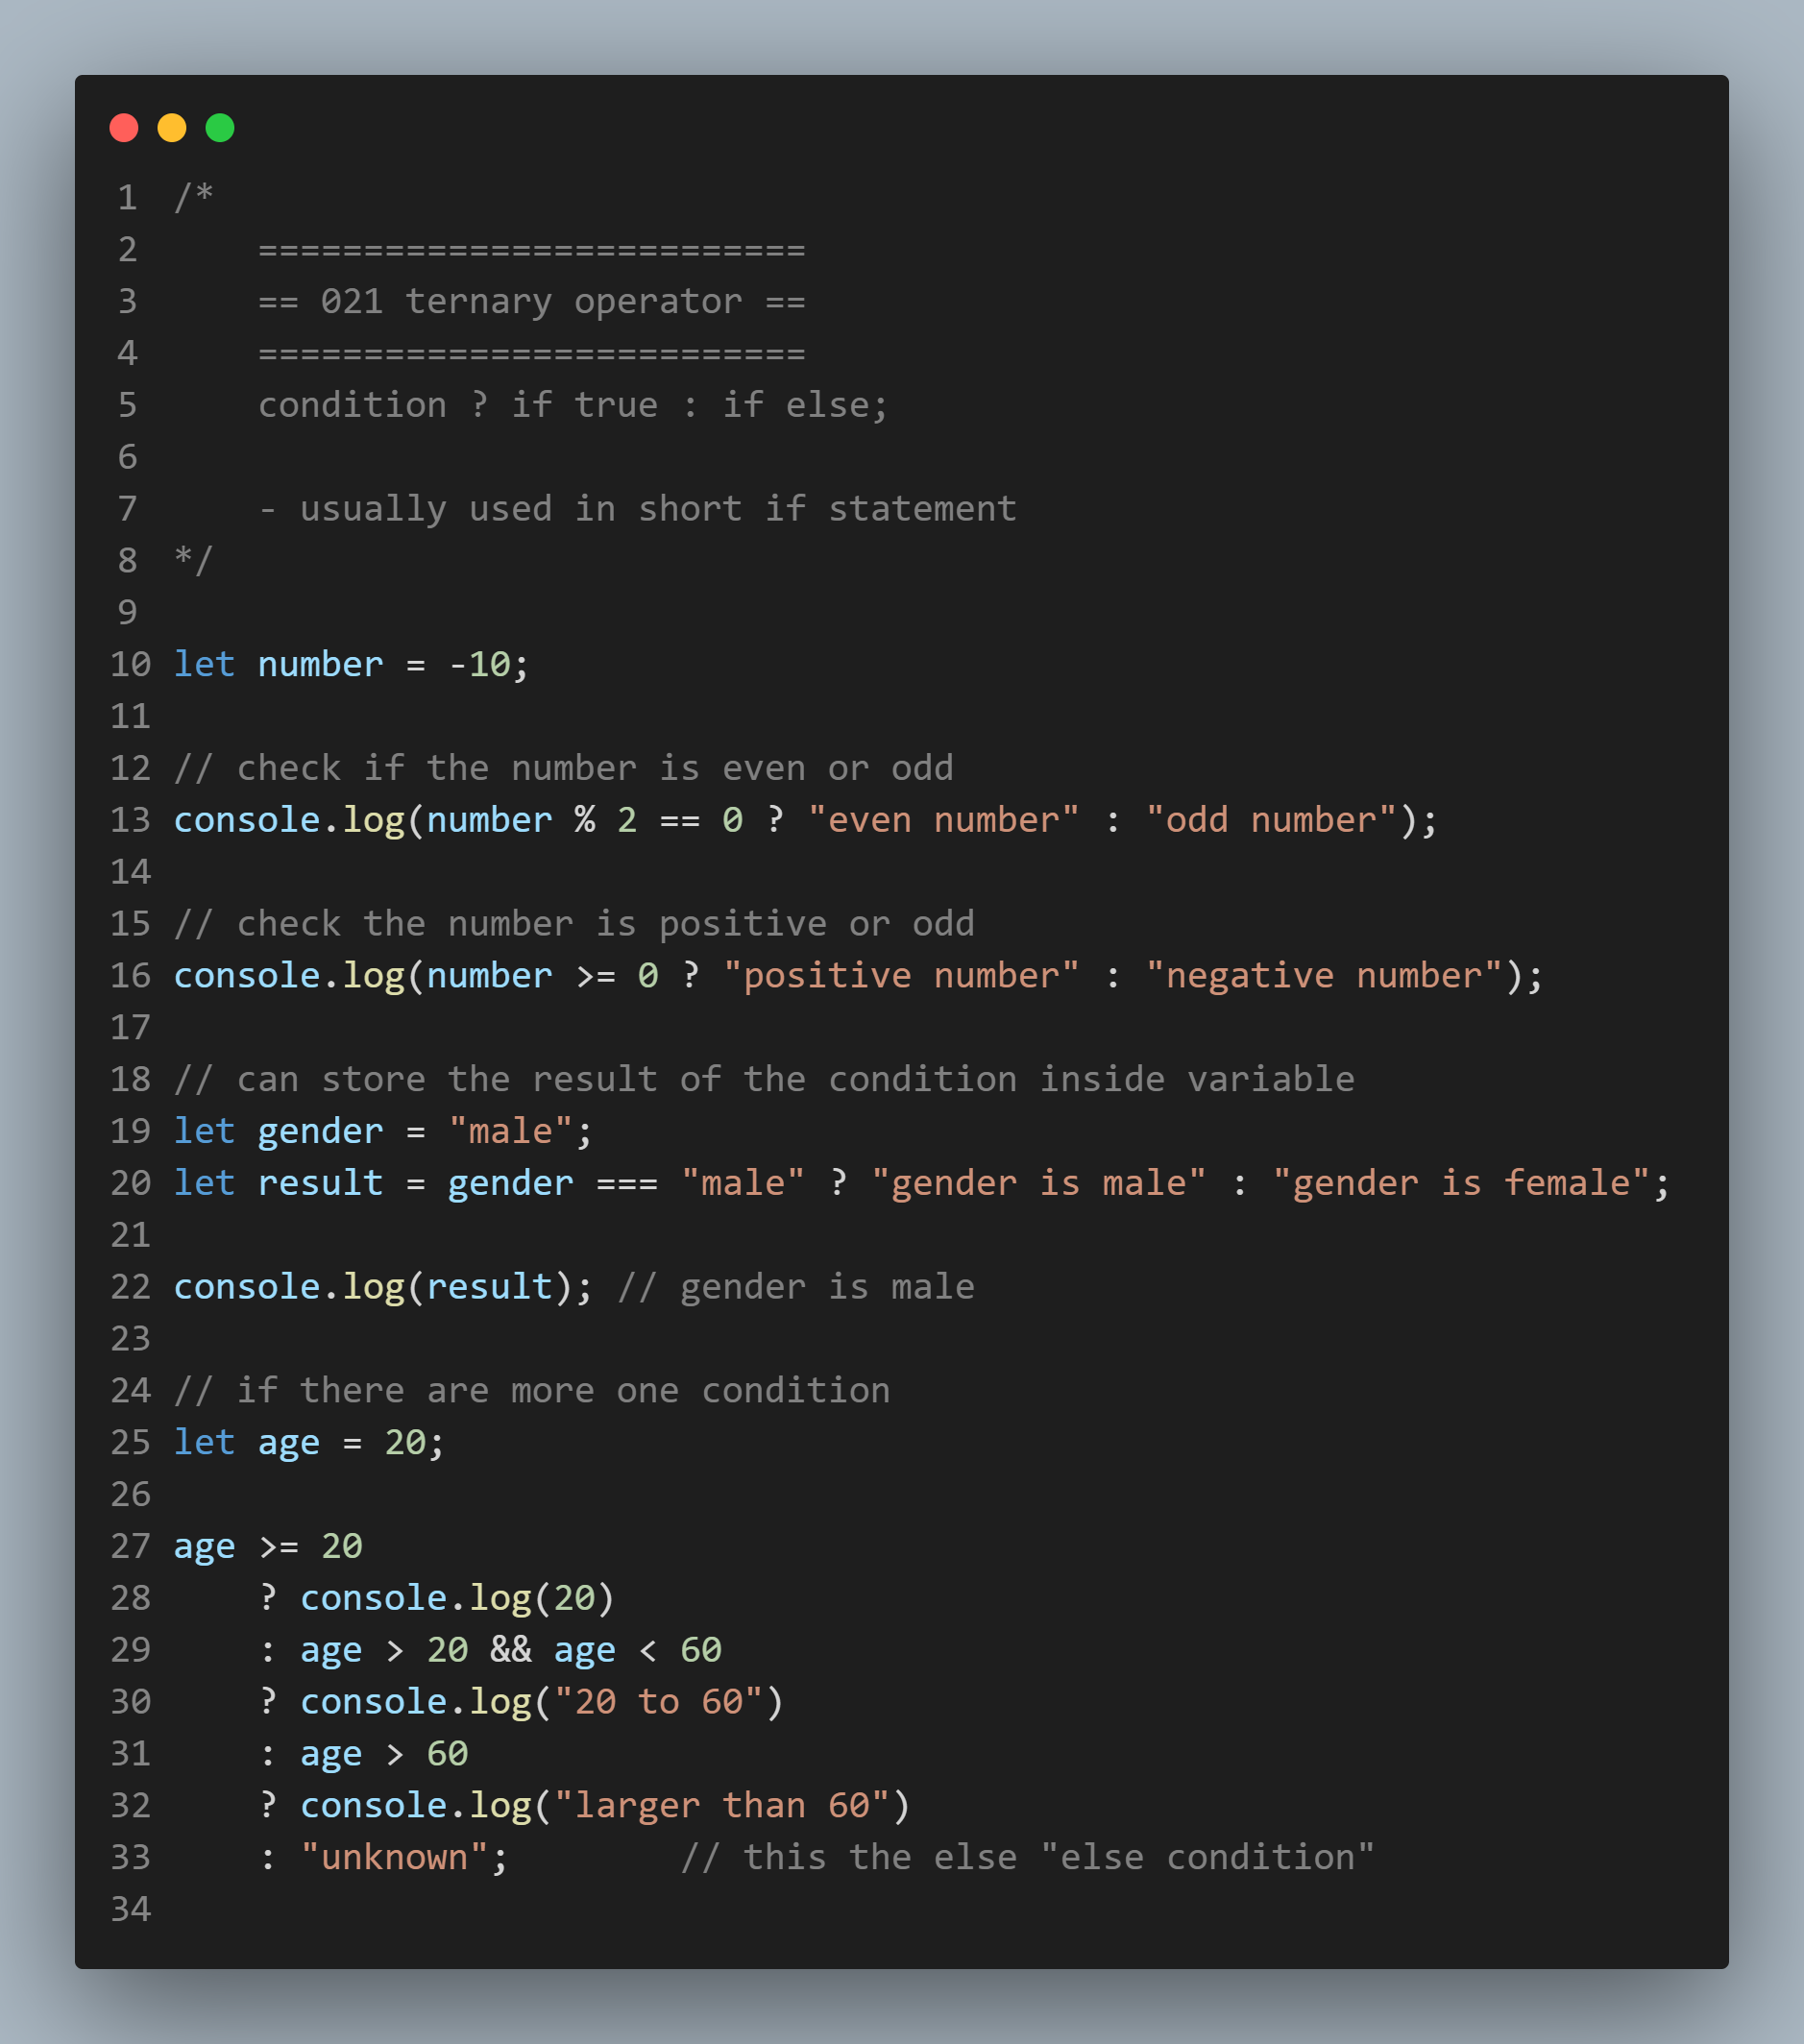 1 /*
2     ==========================
3     == 021 ternary operator ==
4     ==========================
5     condition ? if true : if else;
6
7     - usually used in short if statement
8 */
9
10 let number = -10;
11
12 // check if the number is even or odd
13 console.log(number % 2 == 0 ? "even number" : "odd number");
14
15 // check the number is positive or odd
16 console.log(number >= 0 ? "positive number" : "negative number");
17
18 // can store the result of the condition inside variable
19 let gender = "male";
20 let result = gender === "male" ? "gender is male" : "gender is female";
21
22 console.log(result); // gender is male
23
24 // if there are more one condition
25 let age = 20;
26
27 age >= 20
28     ? console.log(20)
29     : age > 20 && age < 60
30     ? console.log("20 to 60")
31     : age > 60
32     ? console.log("larger than 60")
33     : "unknown";        // this the else "else condition"
34